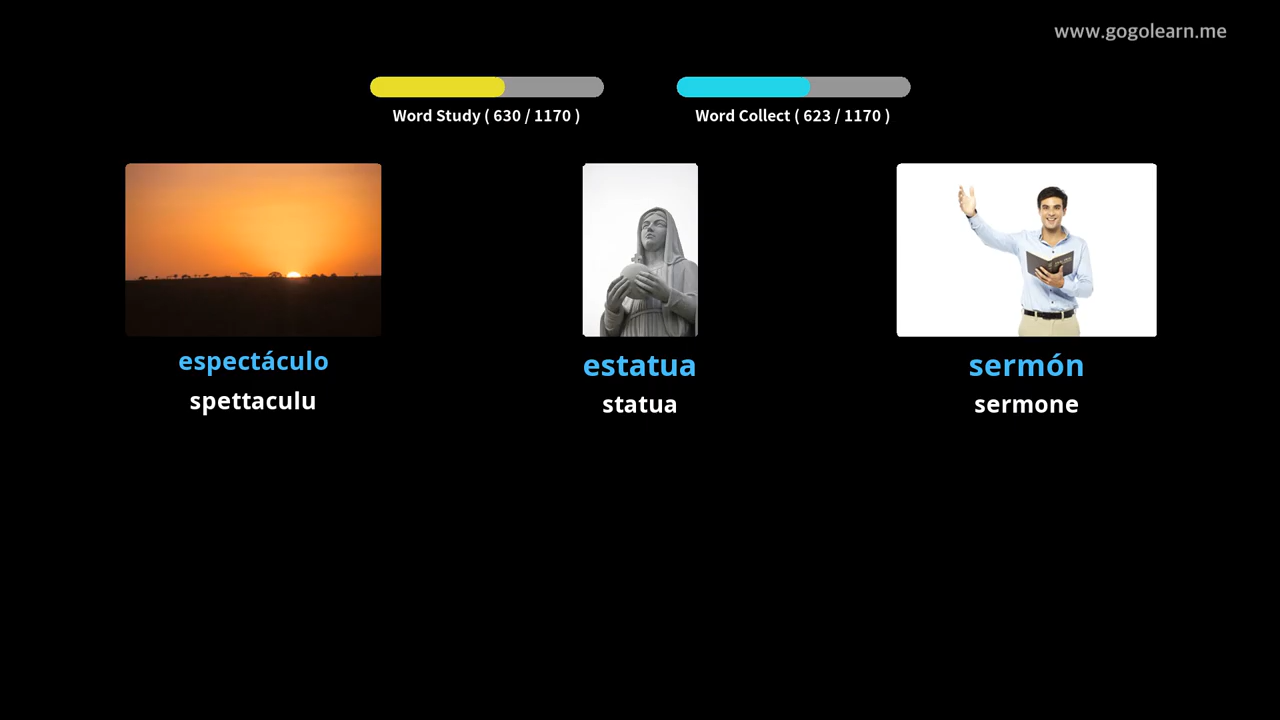 www.gogolearn.me
Word Study ( 630 / 1170 )
Word Collect ( 623 / 1170 )
espectáculo
spettaculu
estatua
statua
sermón
sermone